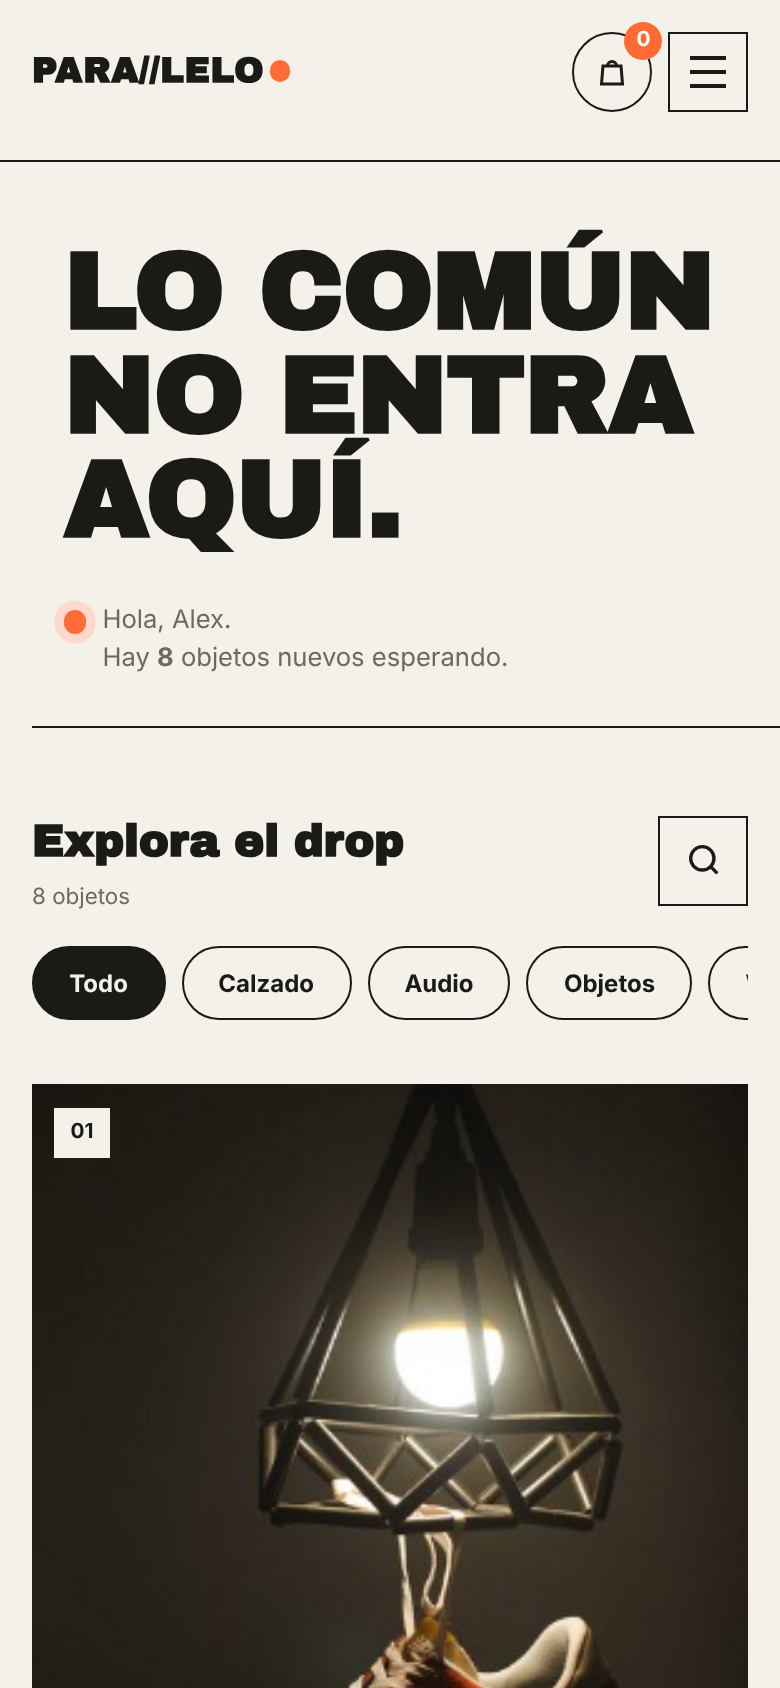 PARA//LELO
0
LO COMÚN
NO ENTRA
AQUÍ.
Hola, Alex.
Hay 8 objetos nuevos esperando.
Explora el drop
8 objetos
Todo
Calzado
Audio
Objetos
01